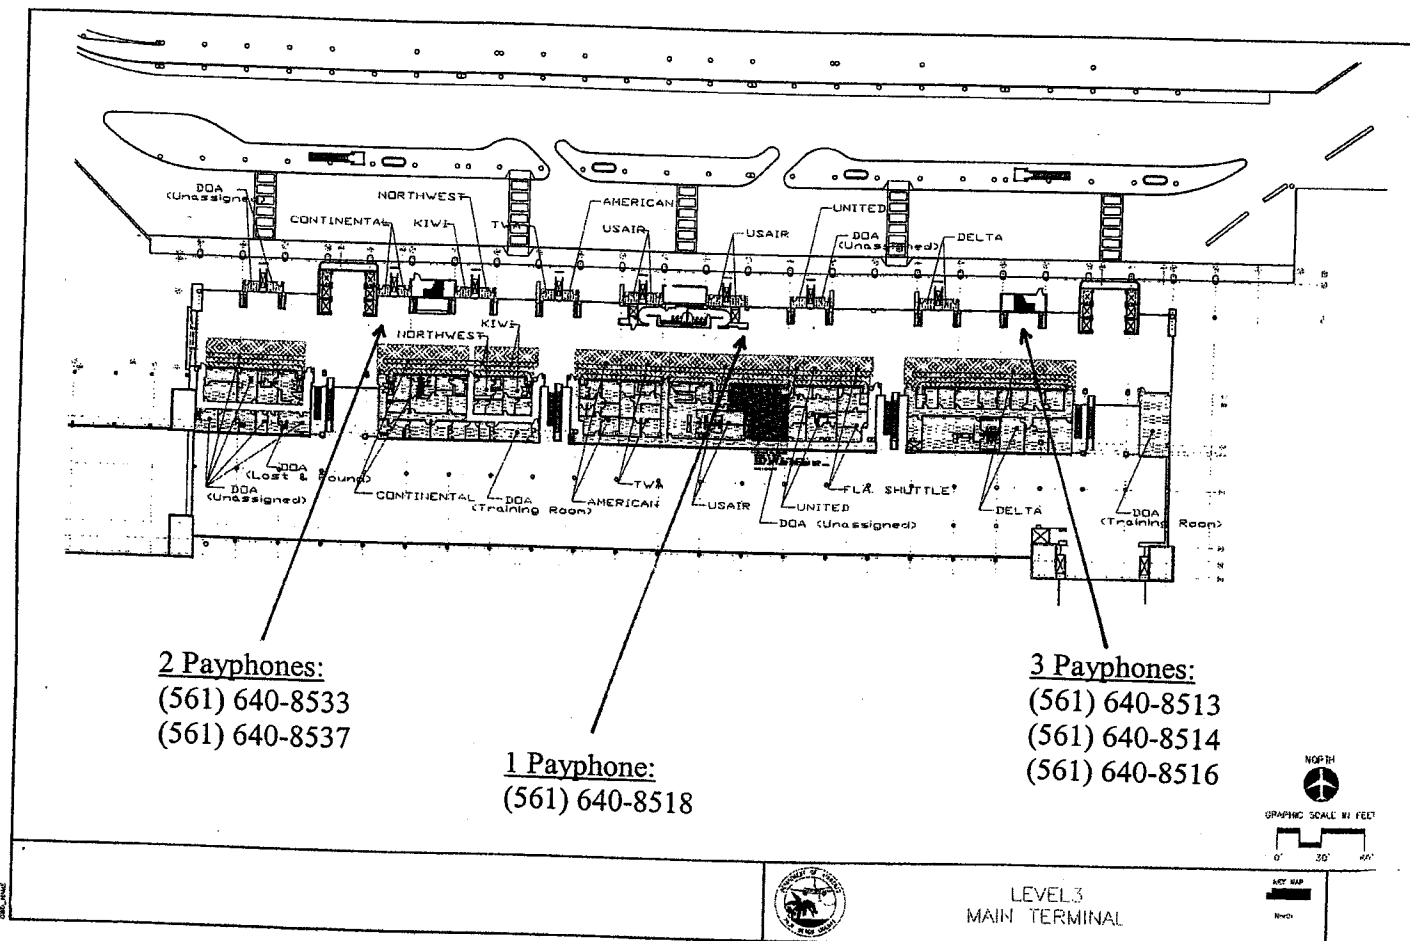 DOA
(Unassigned)
NORTHWEST
CONTINENTAL
KIWI
TWA
AMERICAN
USAIR
USAIR
UNITED
DOA
(Unassigned)
DELTA
KIWI
NORTHWEST
DOA
(Lost & Found)
DOA
(Unassigned)
CONTINENTAL
DOA
(Training Room)
AMERICAN
TWA
USAIR
UNITED
DOA (Unassigned)
FLA. SHUTTLE
DELTA
DOA
(Training Room)
2 Payphones:
(561) 640-8533
(561) 640-8537
1 Payphone:
(561) 640-8518
3 Payphones:
(561) 640-8513
(561) 640-8514
(561) 640-8516
NORTH
GRAPHIC SCALE IN FEET
0' 30'
LEVEL 3
MAIN TERMINAL
KEY MAP
North